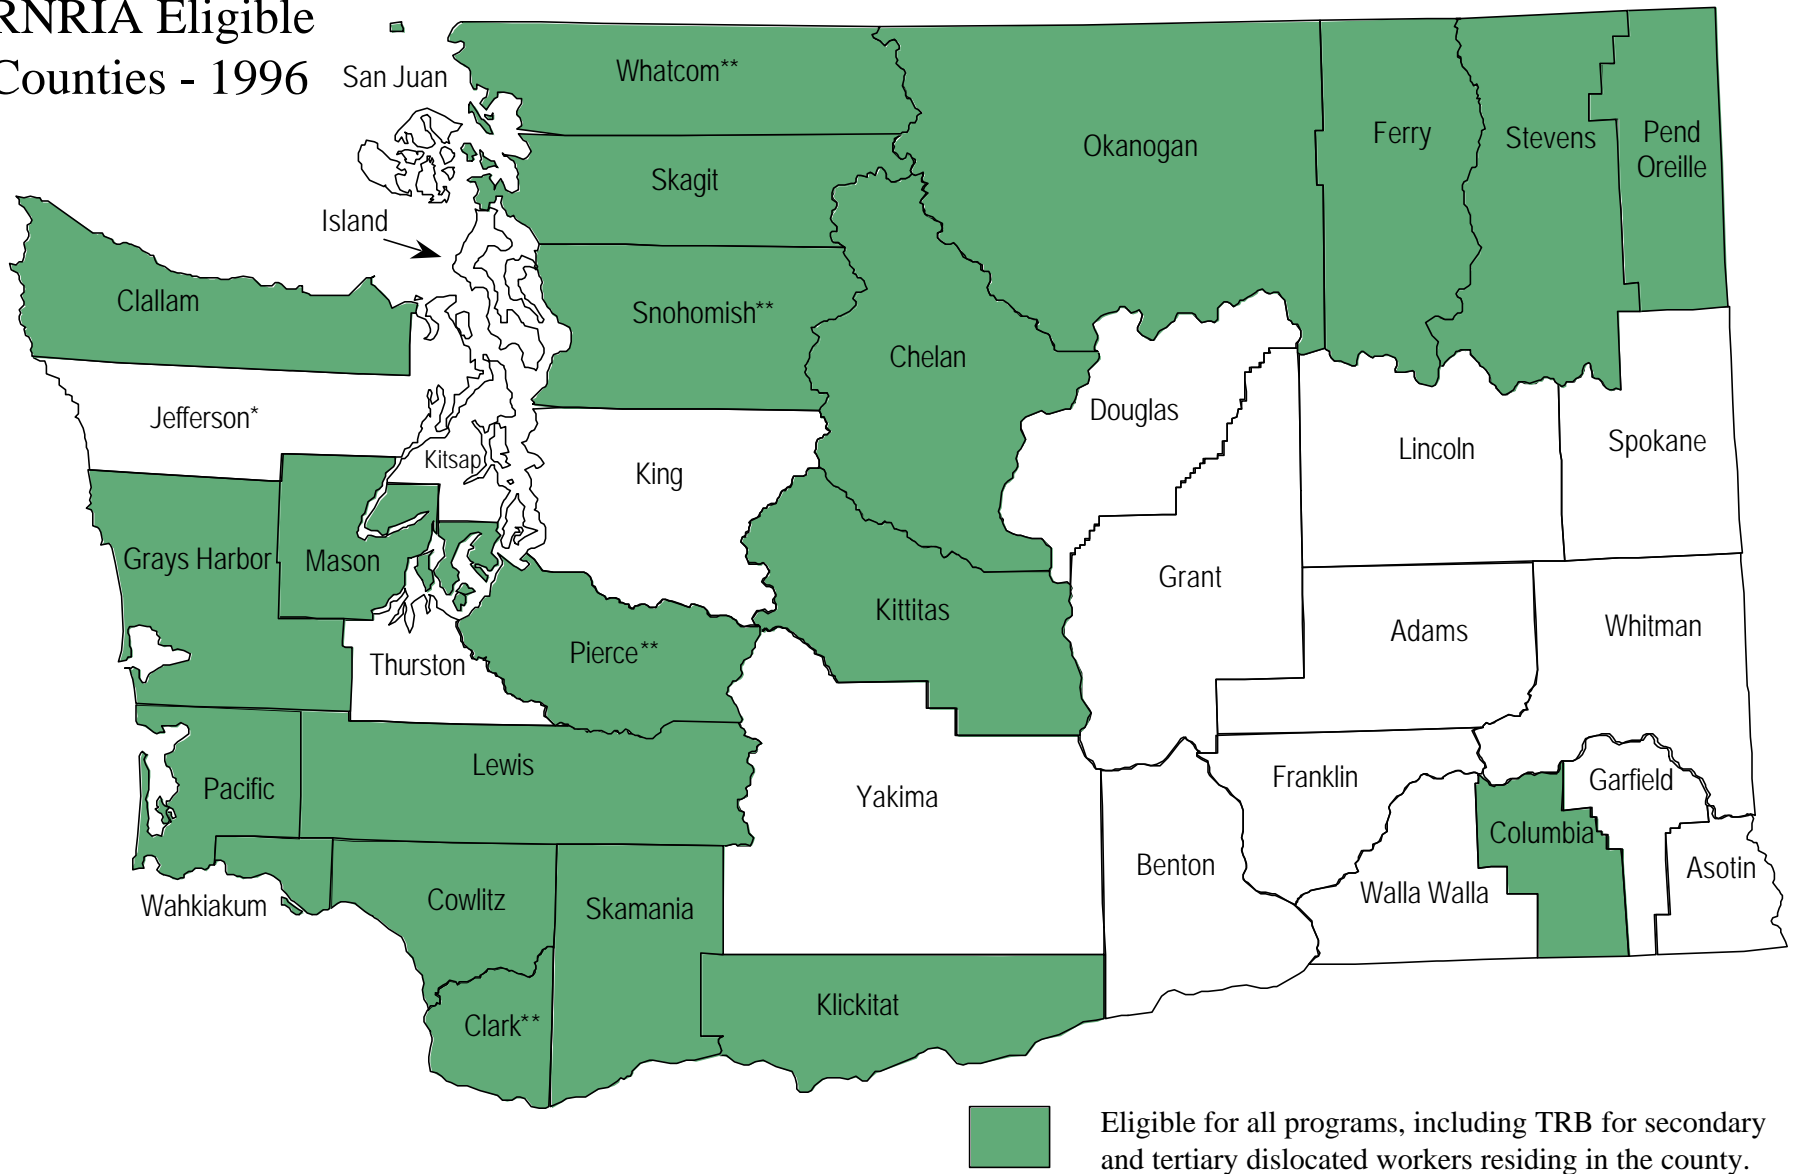 RNRIA Eligible
Counties - 1996
San Juan
Whatcom**
Okanogan
Ferry
Stevens
Pend
Oreille
Skagit
Island
Clallam
Snohomish**
Chelan
Jefferson*
Douglas
Kitsap
King
Lincoln
Spokane
Grays Harbor
Mason
Grant
Kittitas
Adams
Whitman
Thurston
Pierce**
Lewis
Pacific
Yakima
Franklin
Garfield
Columbia
Benton
Walla Walla
Asotin
Wahkiakum
Cowlitz
Skamania
Klickitat
Clark**
Eligible for all programs, including TRB for secondary
and tertiary dislocated workers residing in the county.